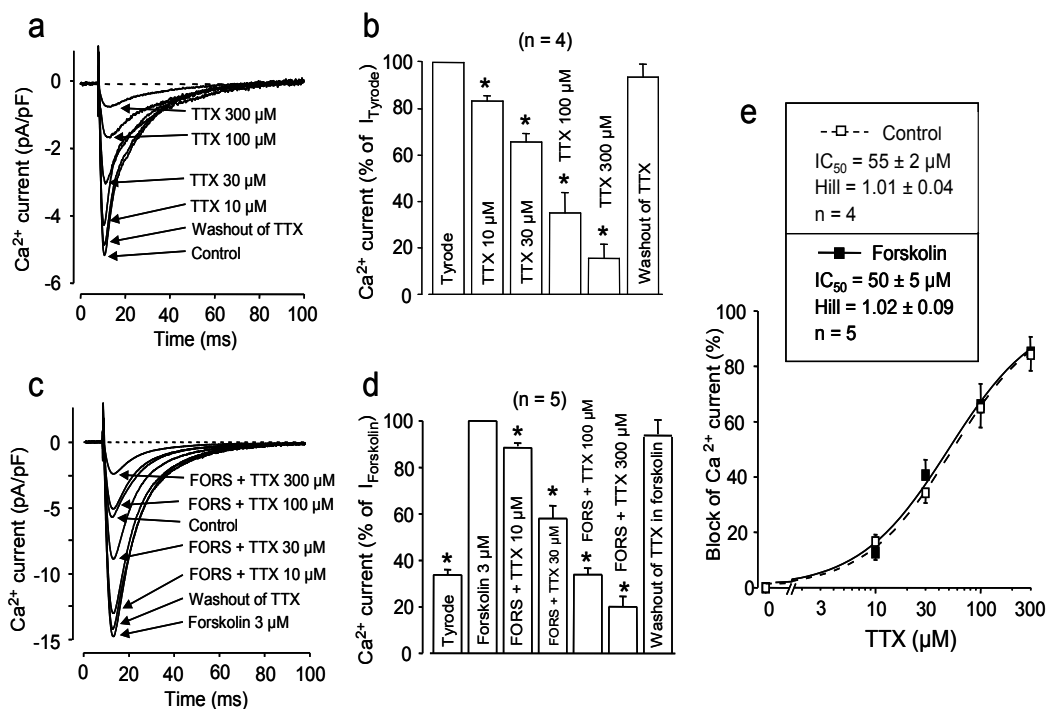 a
Ca²⁺ current (pA/pF)
0
-2
-4
-6
TTX 300 µM
TTX 100 µM
TTX 30 µM
TTX 10 µM
Washout of TTX
Control
0 20 40 60 80 100
Time (ms)
b
(n = 4)
Ca²⁺ current (% of I_Tyrode)
100
80
60
40
20
0
Tyrode
* TTX 10 µM
* TTX 30 µM
* TTX 100 µM
* TTX 300 µM
Washout of TTX
c
Ca²⁺ current (pA/pF)
0
-5
-10
-15
FORS + TTX 300 µM
FORS + TTX 100 µM
Control
FORS + TTX 30 µM
FORS + TTX 10 µM
Washout of TTX
Forskolin 3 µM
0 20 40 60 80 100
Time (ms)
d
(n = 5)
Ca²⁺ current (% of I_Forskolin)
100
80
60
40
20
0
* Tyrode
Forskolin 3 µM
* FORS + TTX 10 µM
* FORS + TTX 30 µM
* FORS + TTX 100 µM
* FORS + TTX 300 µM
Washout of TTX in forskolin
e
Control
IC₅₀ = 55 ± 2 µM
Hill = 1.01 ± 0.04
n = 4
Forskolin
IC₅₀ = 50 ± 5 µM
Hill = 1.02 ± 0.09
n = 5
Block of Ca²⁺ current (%)
80
60
40
20
0
0 3 10 30 100 300
TTX (µM)